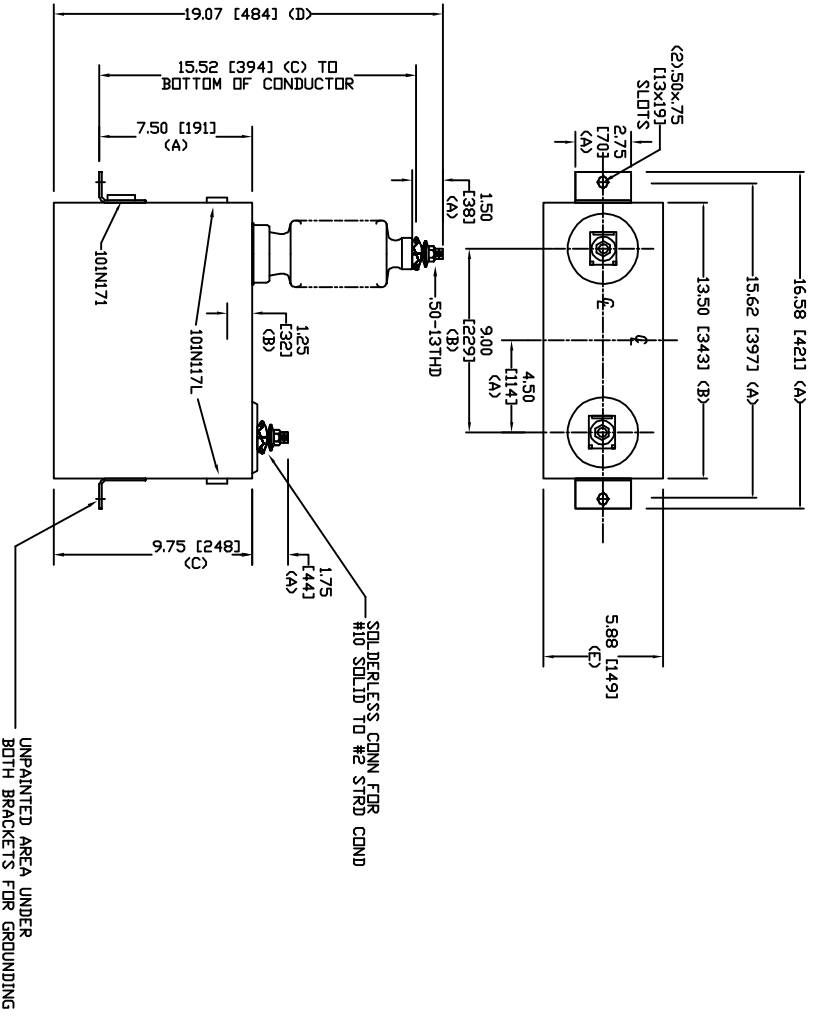 19.07 [484] (D)
15.52 [394] (C) TO
BOTTOM OF CONDUCTOR
7.50 [191]
(A)
(2).50x.75
[13x19]
SLOTS
2.75
[70]
(A)
16.58 [421] (A)
15.62 [397] (A)
13.50 [343] (B)
1.50
[38]
(A)
.50-13THD
9.00
[229]
(B)
4.50
[114]
(A)
CL
CL
101N171
1.25
[32]
(B)
101N117L
9.75 [248]
(C)
1.75
[44]
(A)
5.88 [149]
(E)
SOLDERLESS CONN FOR
#10 SOLID TO #2 STRD COND
UNPAINTED AREA UNDER
BOTH BRACKETS FOR GROUNDING